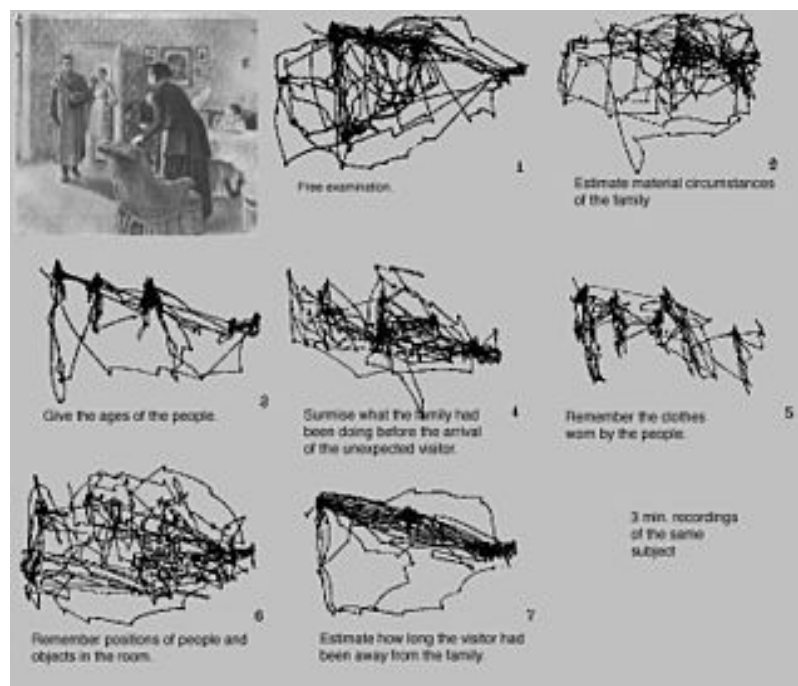 1
Free examination.
2
Estimate material circumstances
of the family
3
Give the ages of the people.
4
Surmise what the family had
been doing before the arrival
of the unexpected visitor.
5
Remember the clothes
worn by the people.
6
Remember positions of people and
objects in the room.
7
Estimate how long the visitor had
been away from the family.
3 min. recordings
of the same
subject